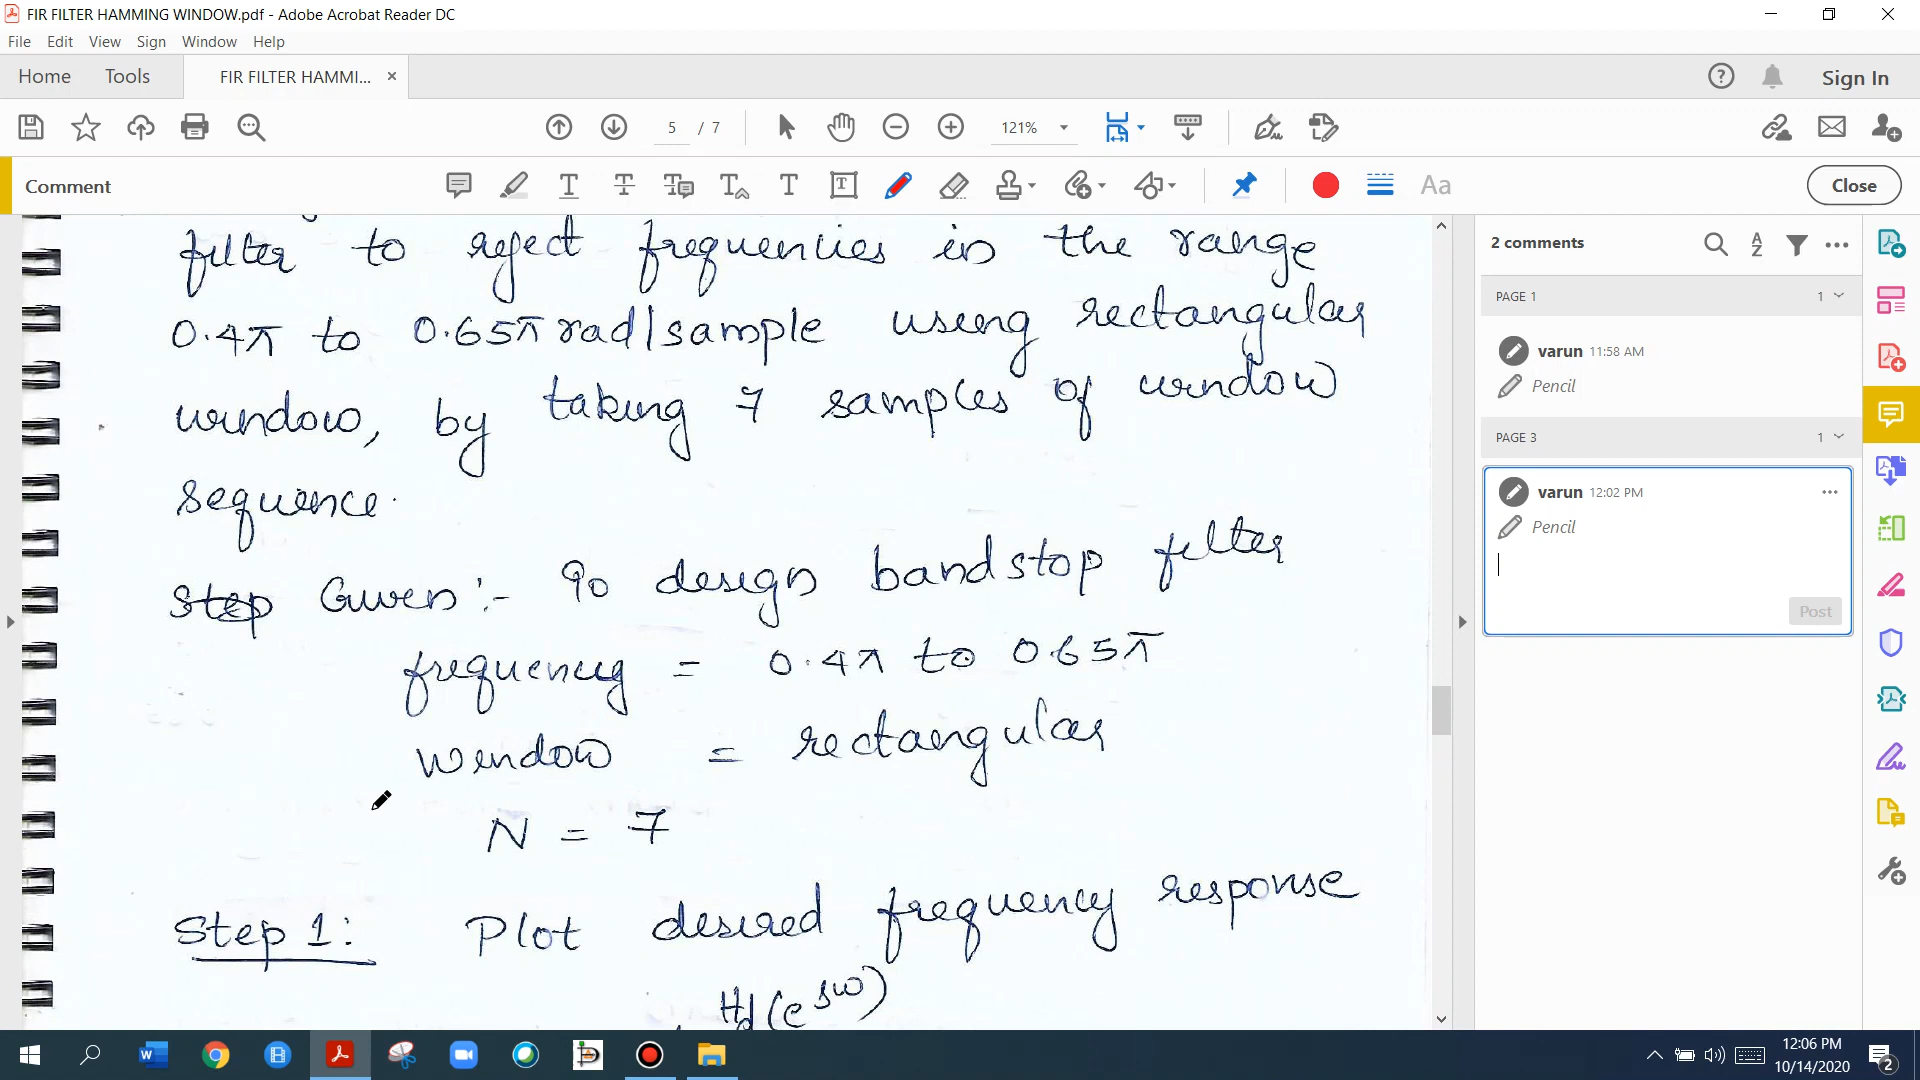 FIR FILTER HAMMING WINDOW.pdf - Adobe Acrobat Reader DC
File Edit View Sign Window Help
Home Tools FIR FILTER HAMMI... × Sign In
5 / 7 121%
Comment Close
filter to reject frequencies in the range
0.4π to 0.65π rad/sample using rectangular
window, by taking 7 samples of window
sequence.
Step Given:- To design bandstop filter
frequency = 0.4π to 0.65π
window = rectangular
N = 7
Step 1: Plot desired frequency response
Hd(e^jω)
2 comments
PAGE 1 1
varun 11:58 AM
Pencil
PAGE 3 1
varun 12:02 PM
Pencil
Post
12:06 PM
10/14/2020
2